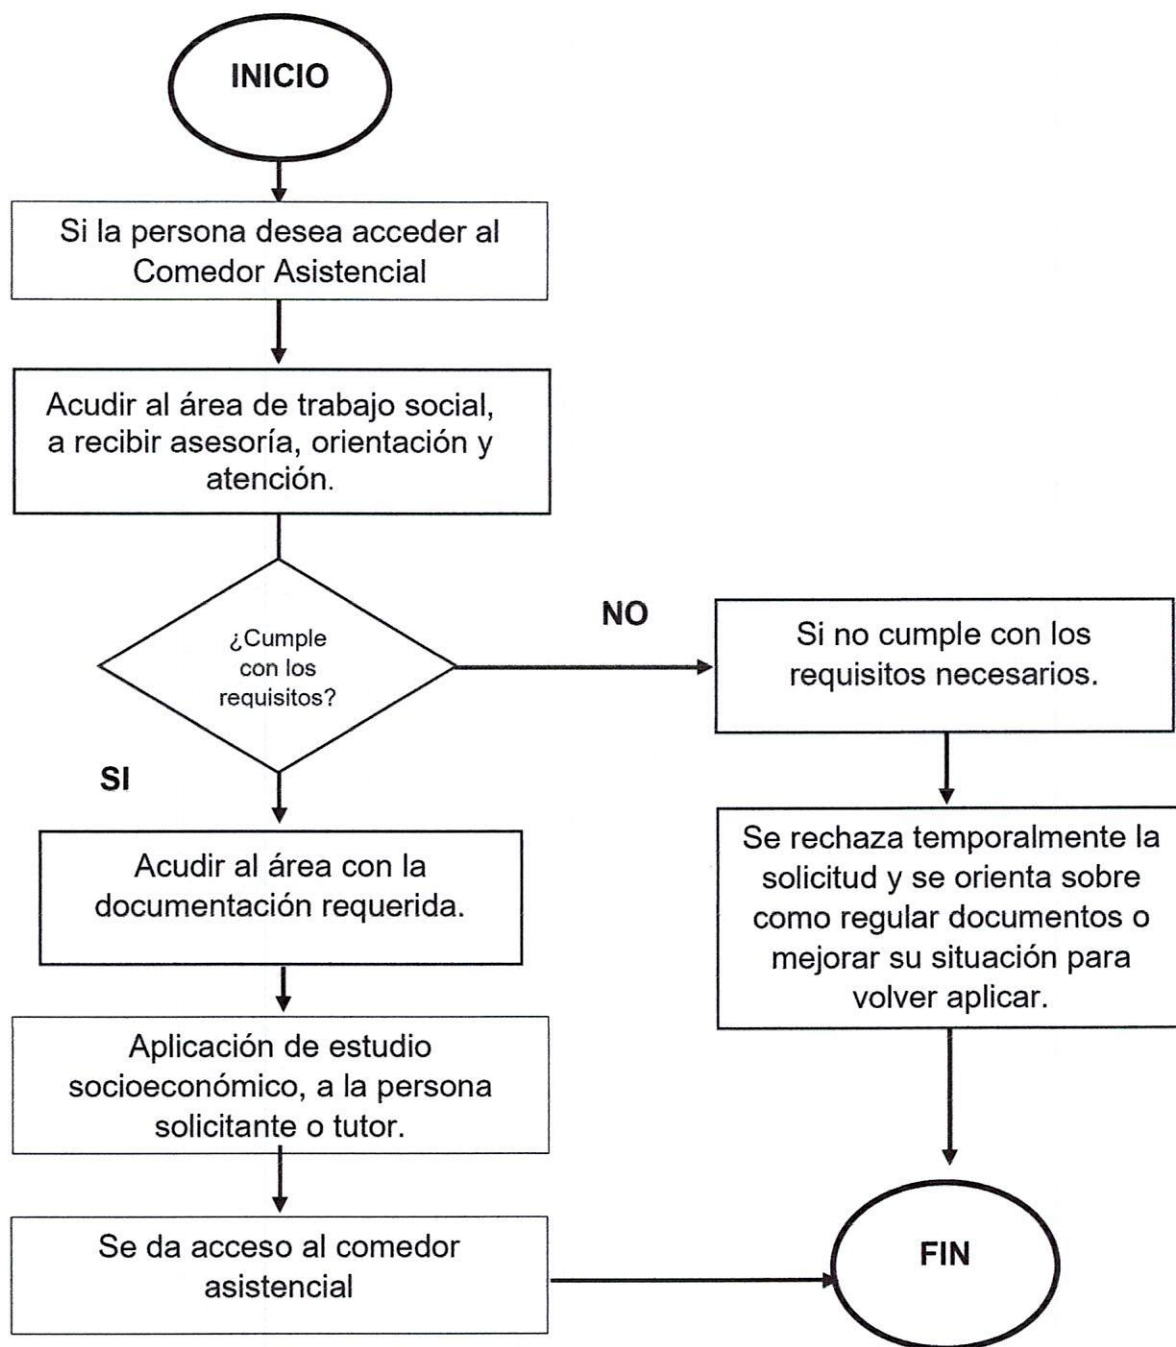 INICIO
Si la persona desea acceder al
Comedor Asistencial
Acudir al área de trabajo social,
a recibir asesoría, orientación y
atención.
¿Cumple
con los
requisitos?
NO
Si no cumple con los
requisitos necesarios.
SI
Acudir al área con la
documentación requerida.
Se rechaza temporalmente la
solicitud y se orienta sobre
como regular documentos o
mejorar su situación para
volver aplicar.
Aplicación de estudio
socioeconómico, a la persona
solicitante o tutor.
Se da acceso al comedor
asistencial
FIN